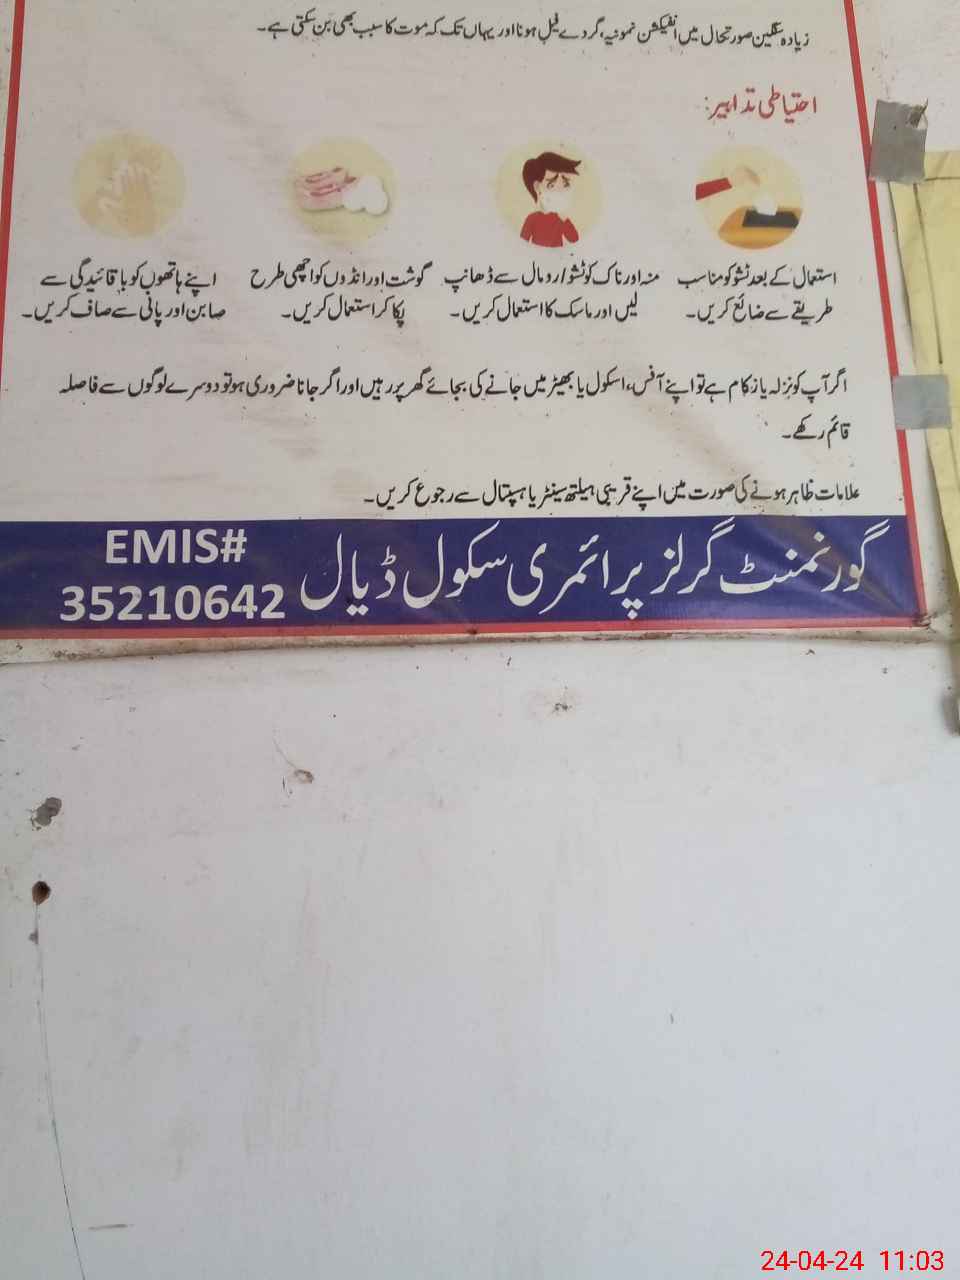 زیادہ سنگین صورتحال میں انفیکشن نمونیہ، گردے فیل ہونا اور یہاں تک کہ موت کا سبب بھی بن سکتی ہے۔
احتیاطی تدابیر:
استعمال کے بعد ٹشو کو مناسب
طریقے سے ضائع کریں۔
منہ اور ناک کو ٹشو / رومال سے ڈھانپ
لیں اور ماسک کا استعمال کریں۔
گوشت اور انڈوں کو اچھی طرح
پکا کر استعمال کریں۔
اپنے ہاتھوں کو باقائیدگی سے
صابن اور پانی سے صاف کریں۔
اگر آپ کو نزلہ یا زکام ہے تو اپنے آفس، اسکول یا بھیڑ میں جانے کی بجائے گھر پر رہیں اور اگر جانا ضروری ہو تو دوسرے لوگوں سے فاصلہ
قائم رکھے۔
علامات ظاہر ہونے کی صورت میں اپنے قریبی ہیلتھ سینٹر یا ہسپتال سے رجوع کریں۔
گورنمنٹ گرلز پرائمری سکول ڈیال
EMIS#
35210642
24-04-24 11:03